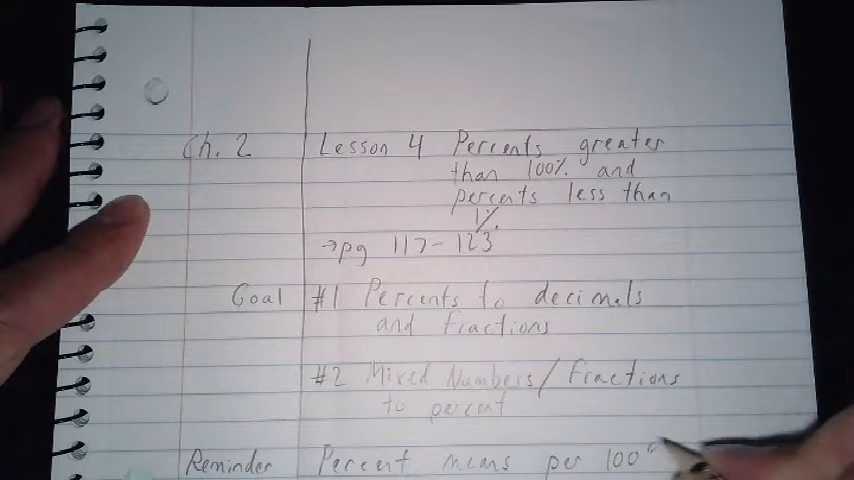 Ch. 2 Lesson 4 Percents greater
than 100% and
percents less than
1%
→pg 117-123
Goal #1 Percents to decimals
and fractions
#2 Mixed Numbers/fractions
to percent
Reminder Percent means per 100"